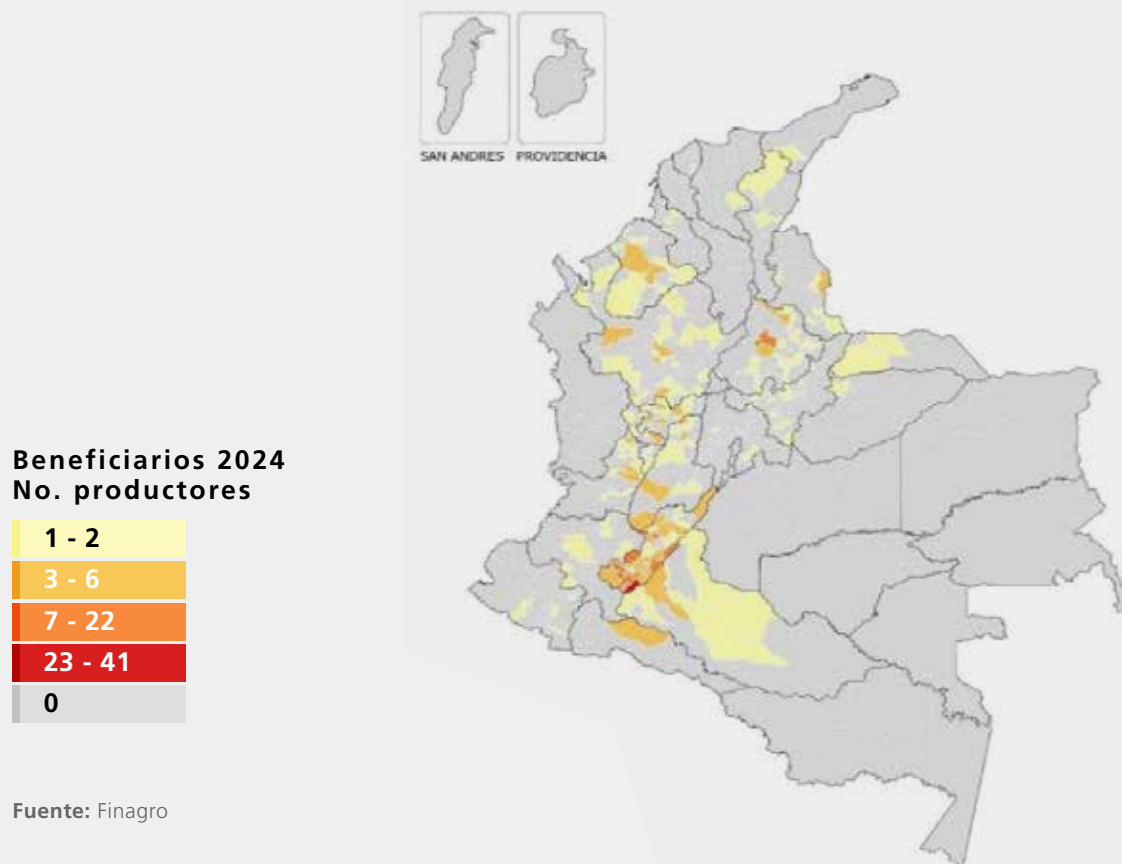 SAN ANDRES
PROVIDENCIA
Beneficiarios 2024
No. productores
1 - 2
3 - 6
7 - 22
23 - 41
0
Fuente: Finagro